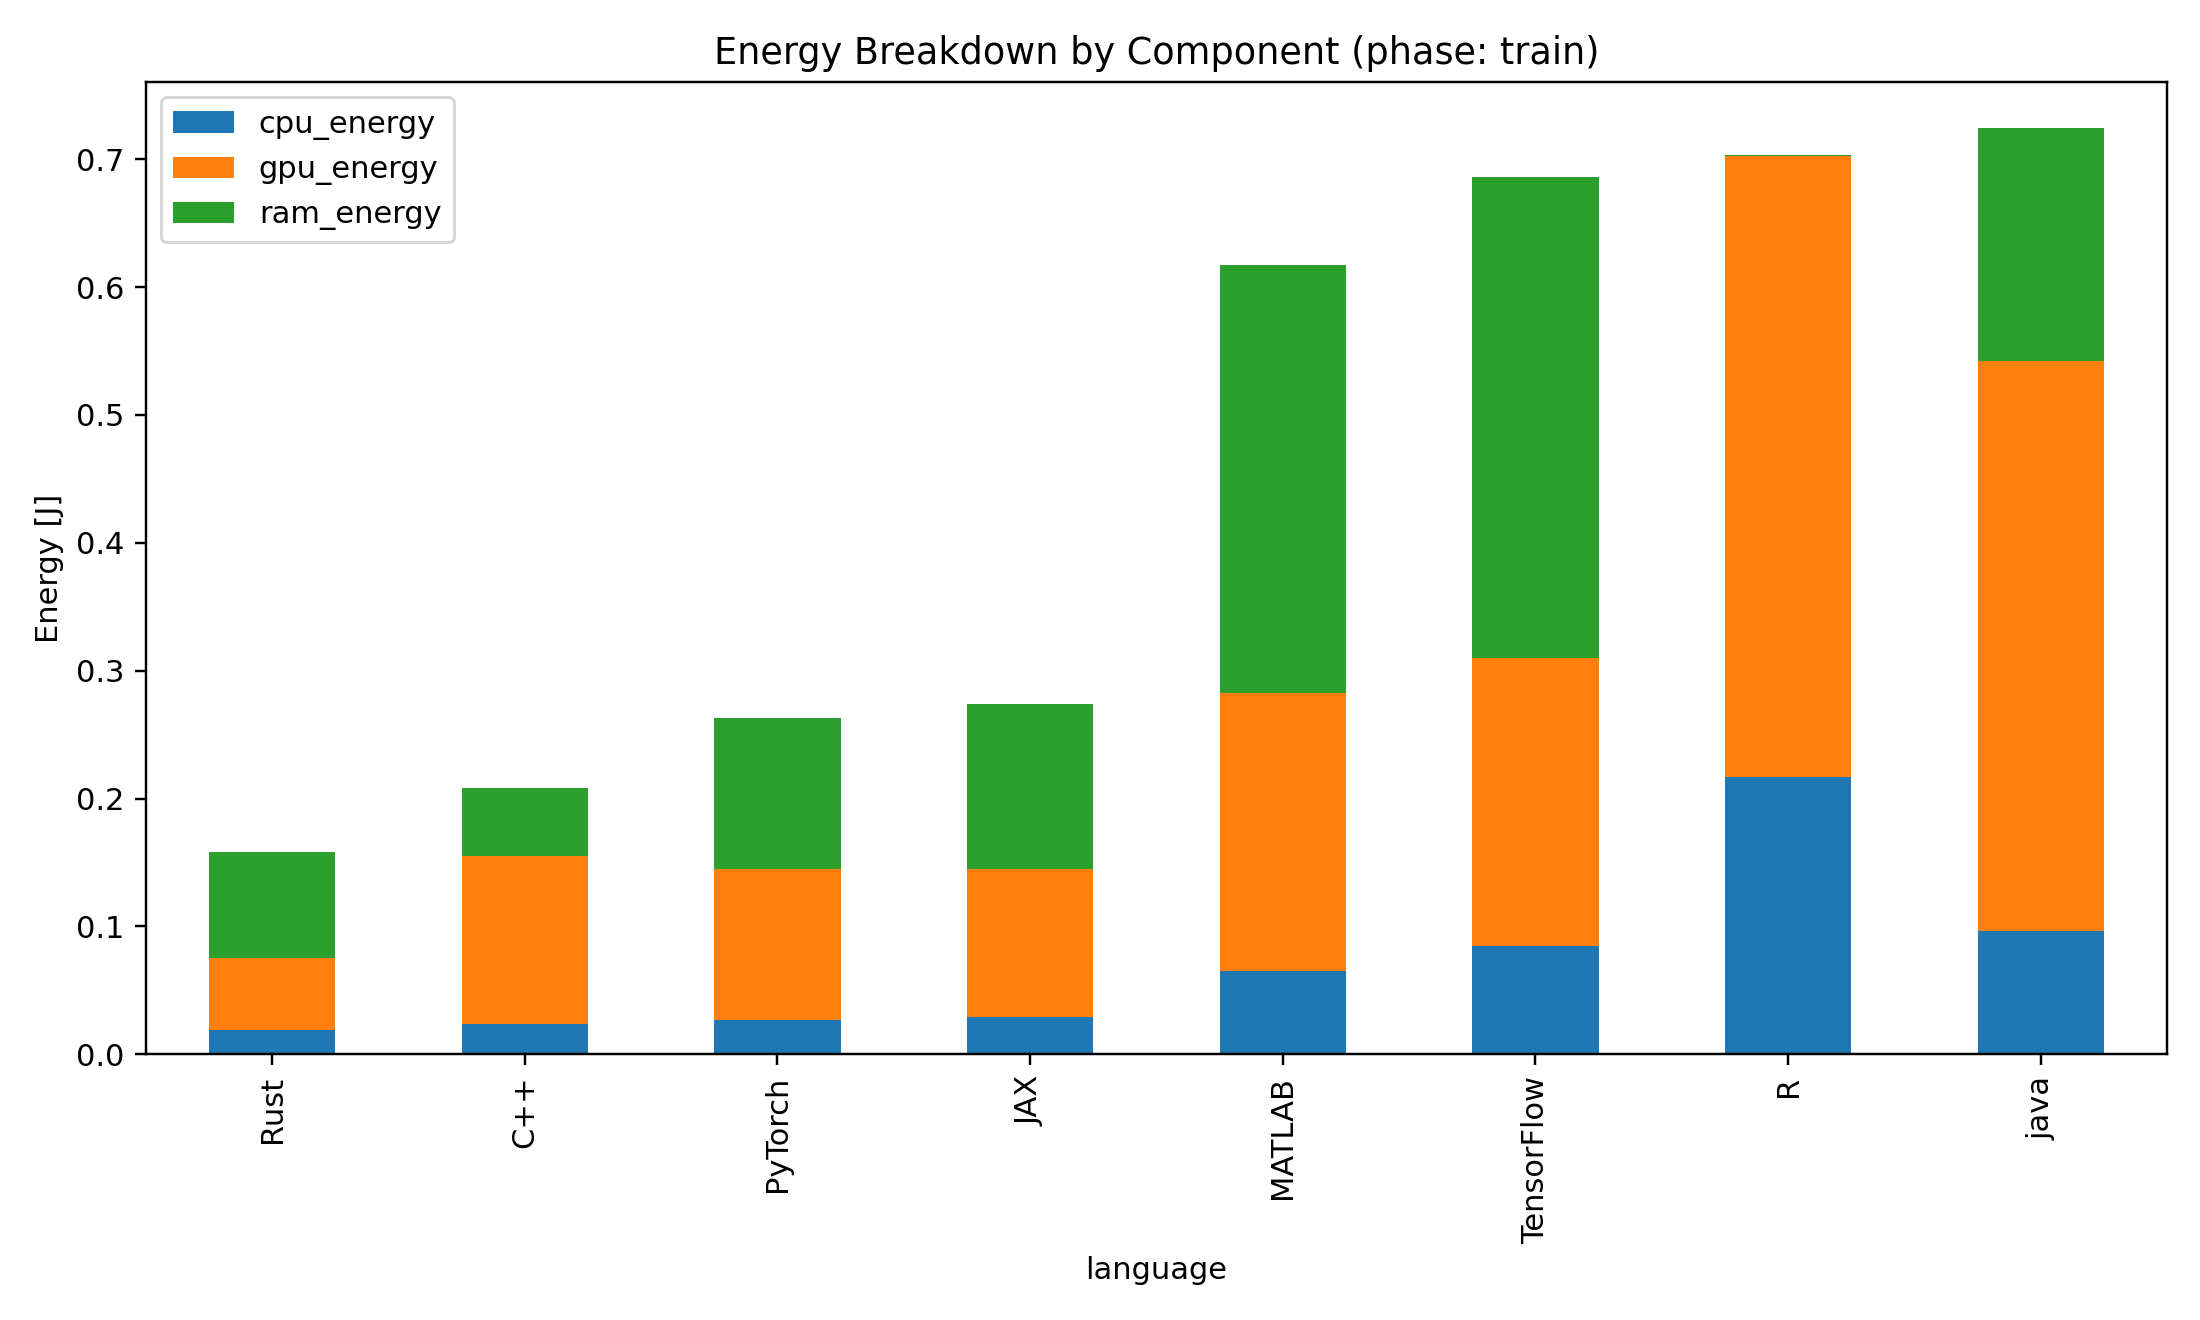 Energy Breakdown by Component (phase: train)
cpu_energy
gpu_energy
ram_energy
0.7
0.6
0.5
0.4
0.3
0.2
0.1
0.0
Energy [J]
Rust
C++
PyTorch
JAX
MATLAB
TensorFlow
R
java
language